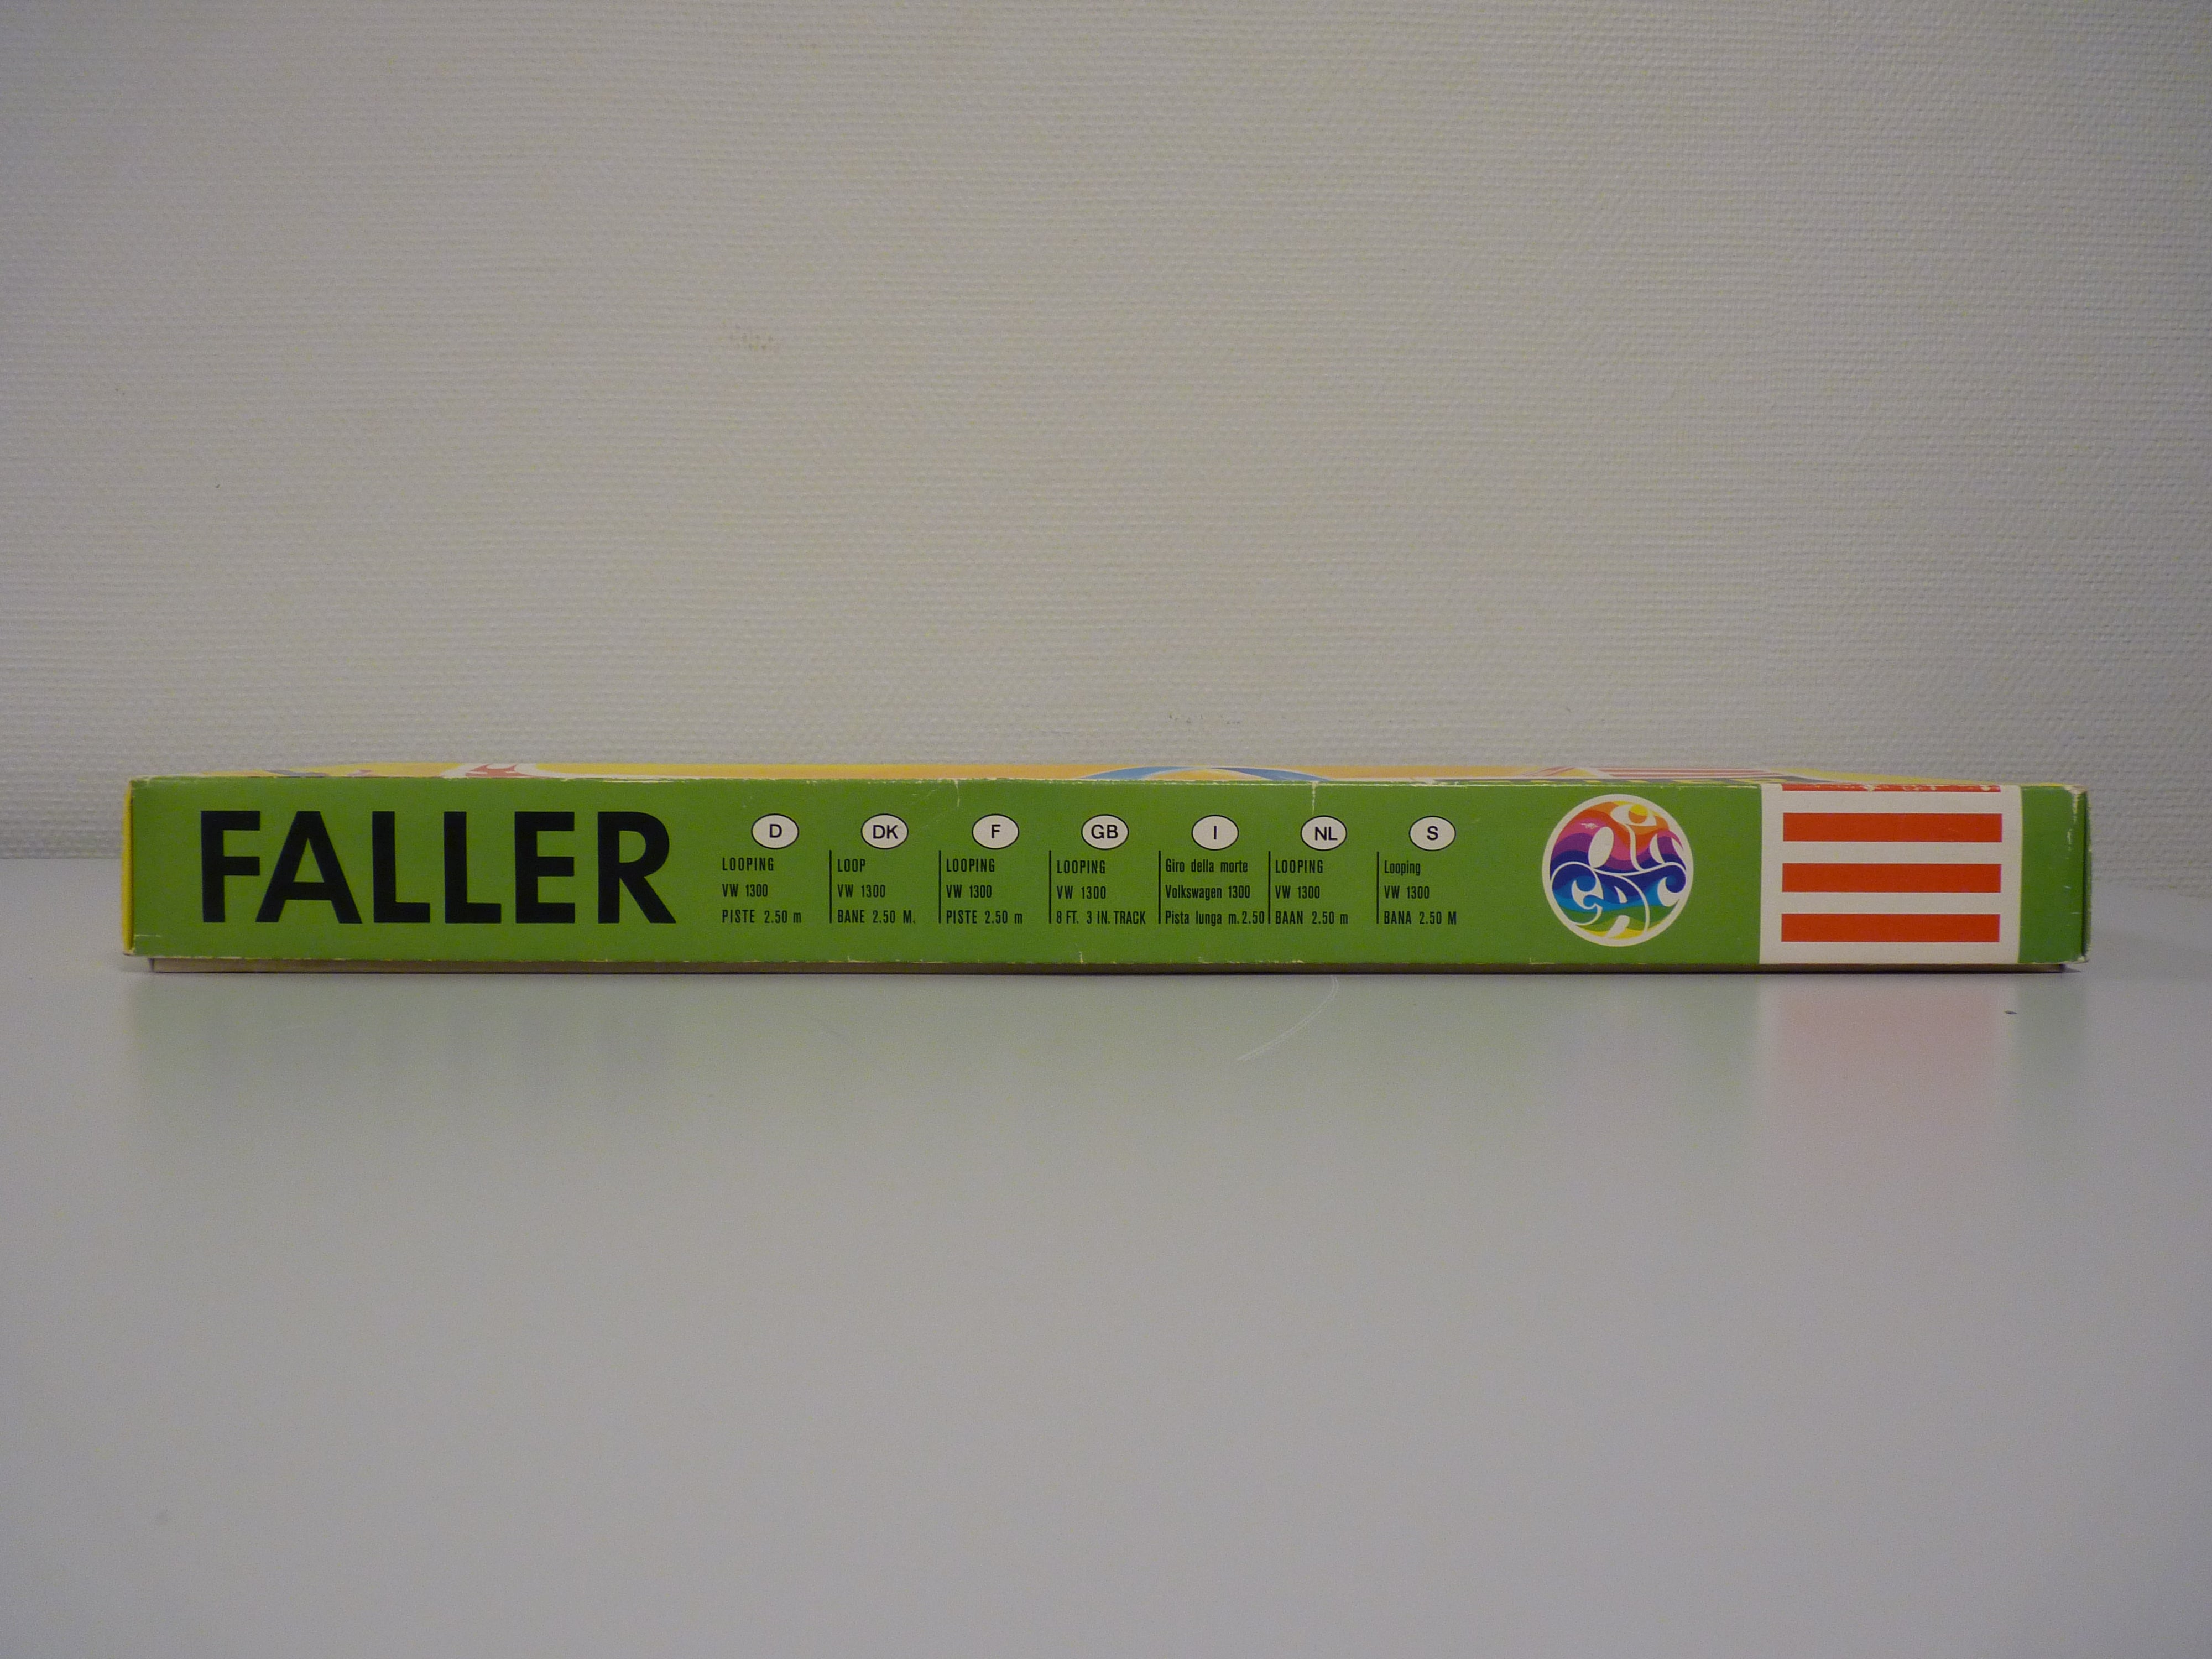 FALLER
D
LOOPING
VW 1300
PISTE 2.50 m
DK
LOOP
VW 1300
BANE 2.50 M.
F
LOOPING
VW 1300
PISTE 2.50 m
GB
LOOPING
VW 1300
8 FT. 3 IN. TRACK
I
Giro della morte
Volkswagen 1300
Pista lunga m. 2.50
NL
LOOPING
VW 1300
BAAN 2.50 m
S
Looping
VW 1300
BANA 2.50 M